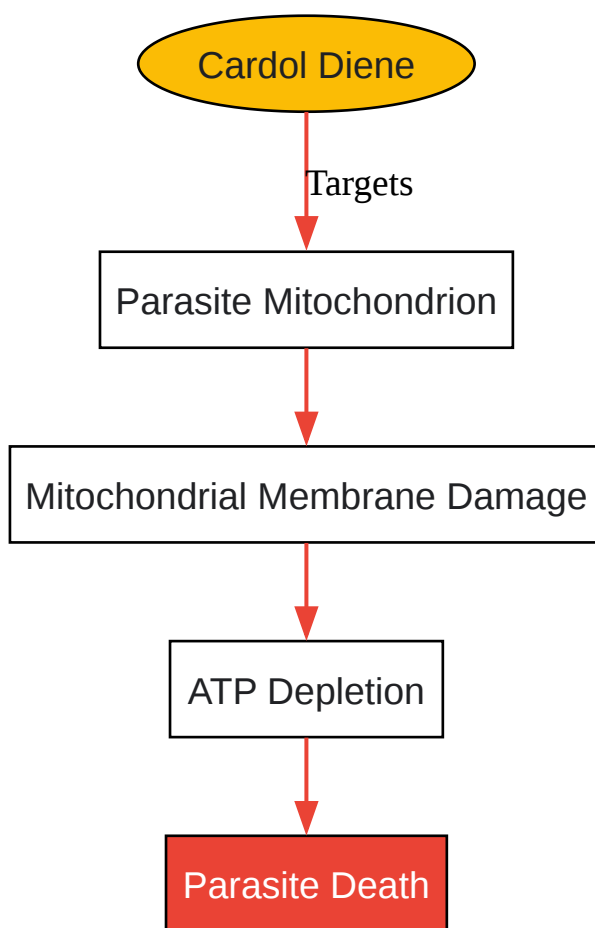 Cardol Diene
Targets
Parasite Mitochondrion
Mitochondrial Membrane Damage
ATP Depletion
Parasite Death